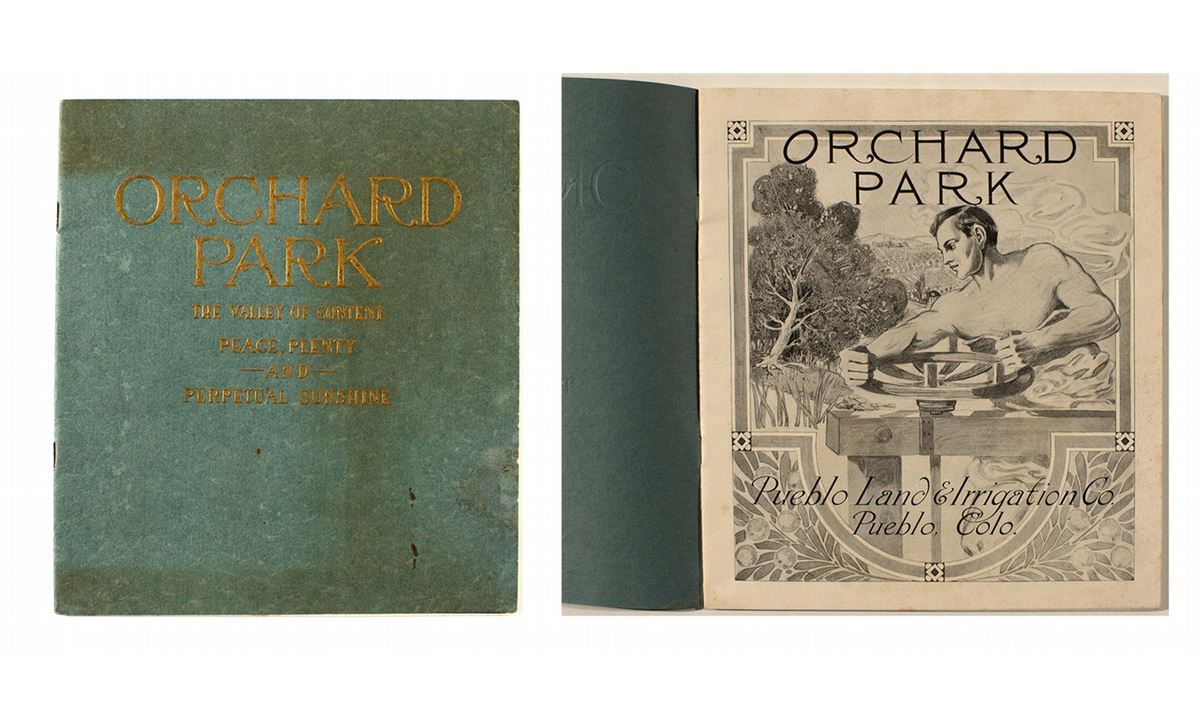 ORCHARD
PARK
THE VALLEY OF CONTENT
PEACE, PLENTY
—AND—
PERPETUAL SUNSHINE
ORCHARD
PARK
Pueblo Land & Irrigation Co.
Pueblo, Colo.